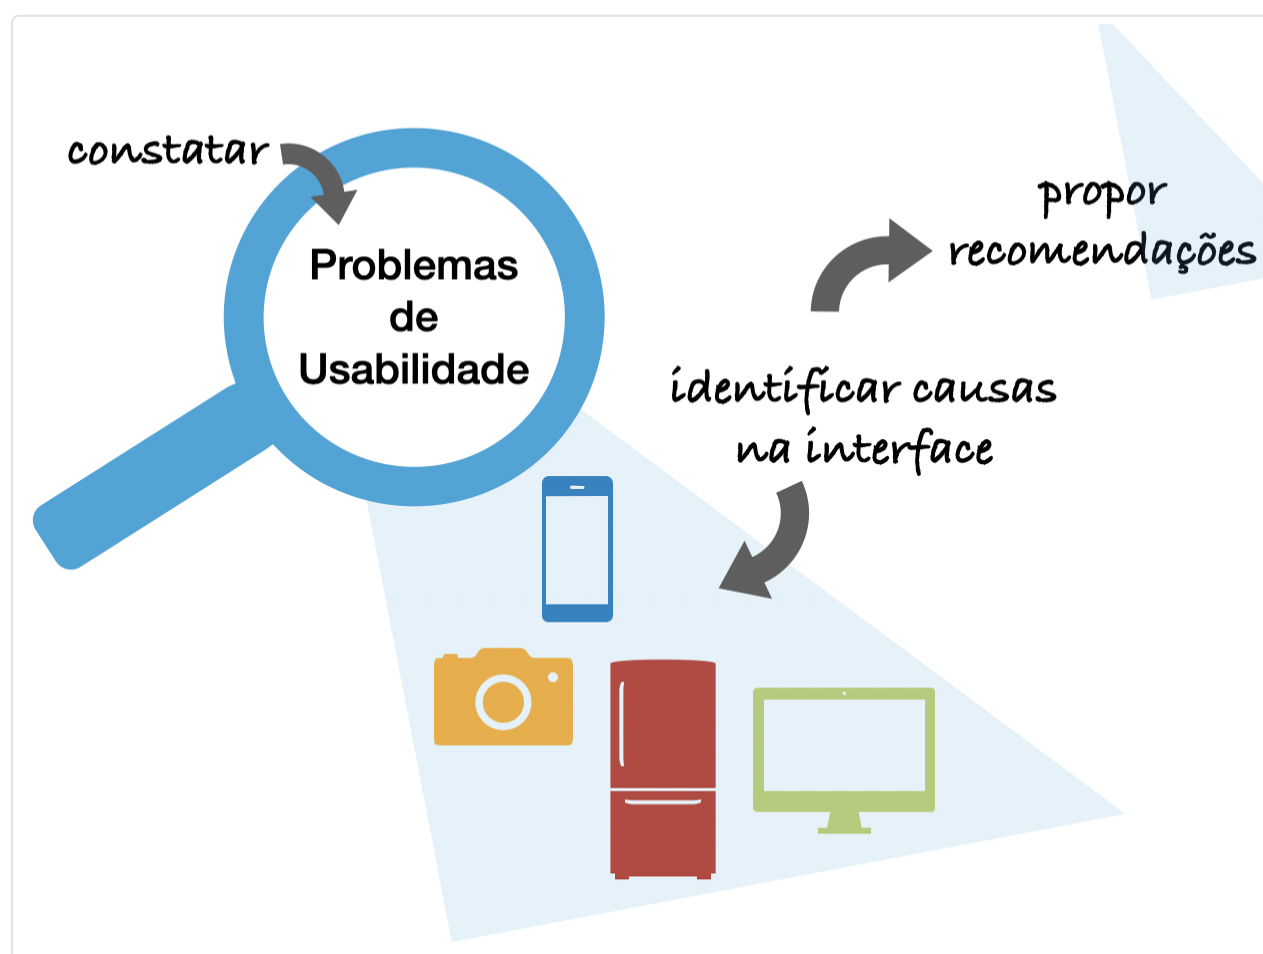 constatar
Problemas
de
Usabilidade
propor
recomendações
identificar causas
na interface